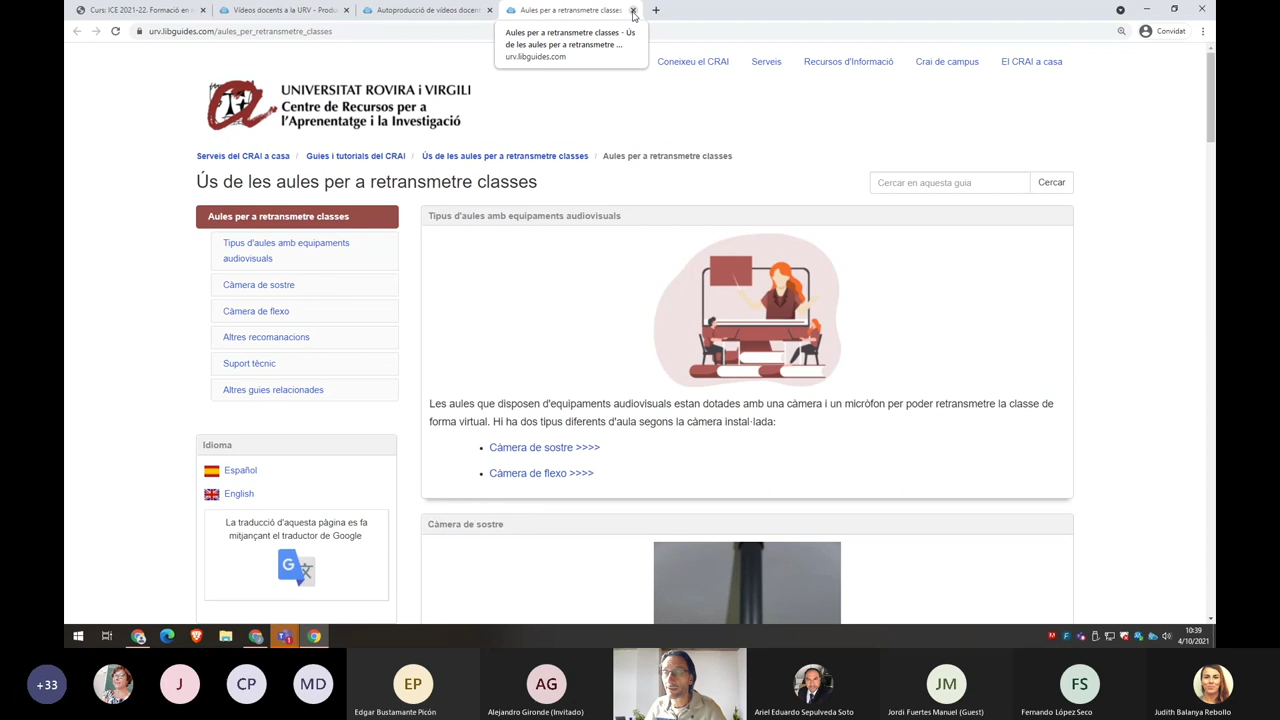 Curs: ICE 2021-22. Formació en
Vídeos docents a la URV - Produ
Autoproducció de vídeos docent
Aules per a retransmetre classes
Aules per a retransmetre classes - Ús
de les aules per a retransmetre ...
urv.libguides.com
urv.libguides.com/aules_per_retransmetre_classes
Convidat
Coneixeu el CRAI
Serveis
Recursos d'Informació
Crai de campus
El CRAI a casa
UNIVERSITAT ROVIRA i VIRGILI
Centre de Recursos per a
l'Aprenentatge i la Investigació
Serveis del CRAI a casa / Guies i tutorials del CRAI / Ús de les aules per a retransmetre classes / Aules per a retransmetre classes
Ús de les aules per a retransmetre classes
Cercar en aquesta guia
Cercar
Aules per a retransmetre classes
Tipus d'aules amb equipaments
audiovisuals
Càmera de sostre
Càmera de flexo
Altres recomanacions
Suport tècnic
Altres guies relacionades
Idioma
Español
English
La traducció d'aquesta pàgina es fa
mitjançant el traductor de Google
G
Tipus d'aules amb equipaments audiovisuals
Les aules que disposen d'equipaments audiovisuals estan dotades amb una càmera i un micròfon per poder retransmetre la classe de
forma virtual. Hi ha dos tipus diferents d'aula segons la càmera instal·lada:
• Càmera de sostre >>>>
• Càmera de flexo >>>>
Càmera de sostre
10:39
4/10/2021
+33
J
CP
MD
EP
Edgar Bustamante Picón
AG
Alejandro Gironde (Invitado)
Ariel Eduardo Sepulveda Soto
JM
Jordi Fuertes Manuel (Guest)
FS
Fernando López Seco
Judith Balanya Rebollo